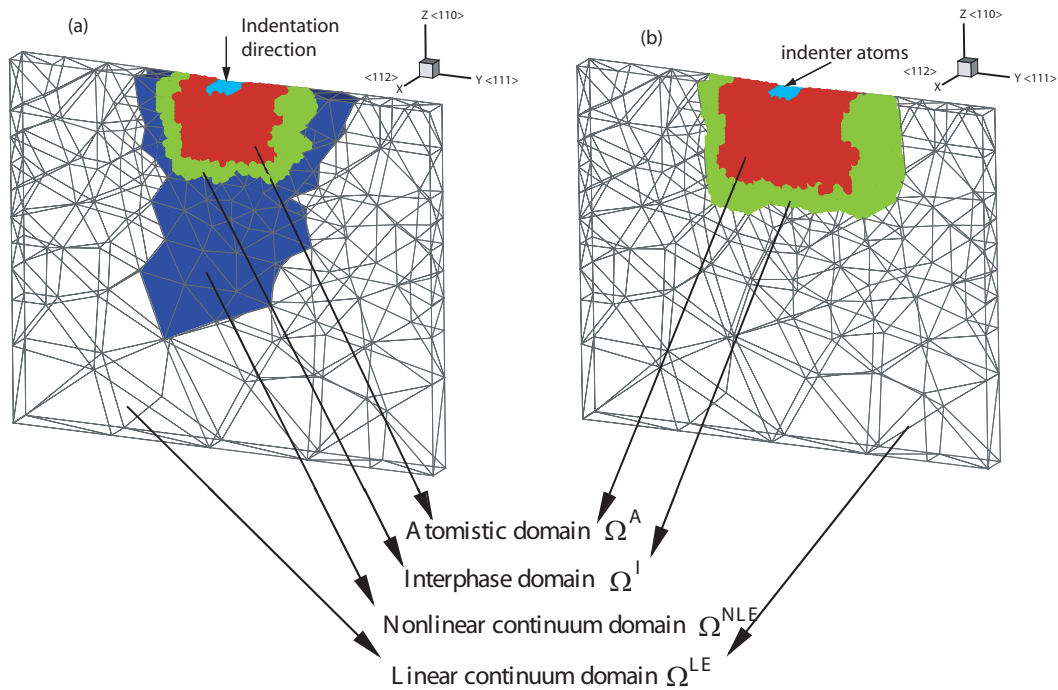 (a)
Indentation
direction
Z <110>
<112>
X
Y <111>
(b)
indenter atoms
Z <110>
<112>
X
Y <111>
Atomistic domain Ω^A
Interphase domain Ω^I
Nonlinear continuum domain Ω^NLE
Linear continuum domain Ω^LE